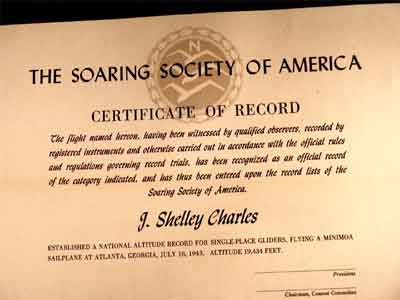 N
THE SOARING SOCIETY OF AMERICA
CERTIFICATE OF RECORD
The flight named hereon, having been witnessed by qualified observers, recorded by
registered instruments and otherwise carried out in accordance with the official rules
and regulations governing record trials, has been recognized as an official record
of the category indicated, and has thus been entered upon the record lists of the
Soaring Society of America.
J. Shelley Charles
ESTABLISHED A NATIONAL ALTITUDE RECORD FOR SINGLE-PLACE GLIDERS, FLYING A MINIMOA
SAILPLANE AT ATLANTA, GEORGIA, JULY 10, 1943. ALTITUDE 19,434 FEET.
President
Chairman, Contest Committee